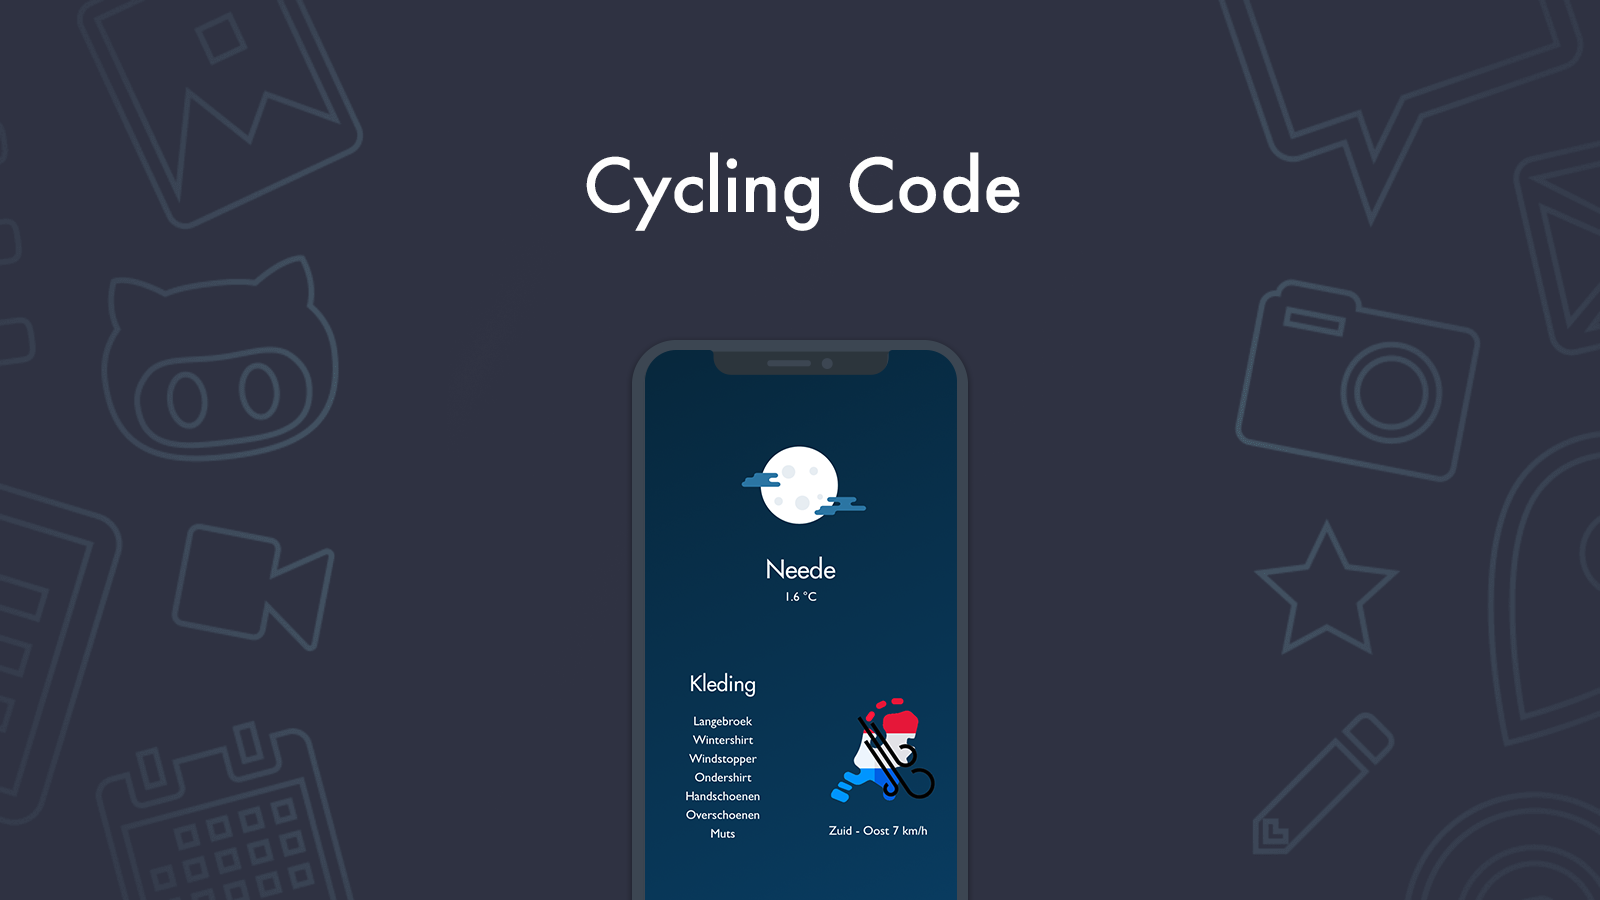 Cycling Code
Neede
1.6 °C
Kleding
Langebroek
Wintershirt
Windstopper
Ondershirt
Handschoenen
Overschoenen
Muts
Zuid - Oost 7 km/h